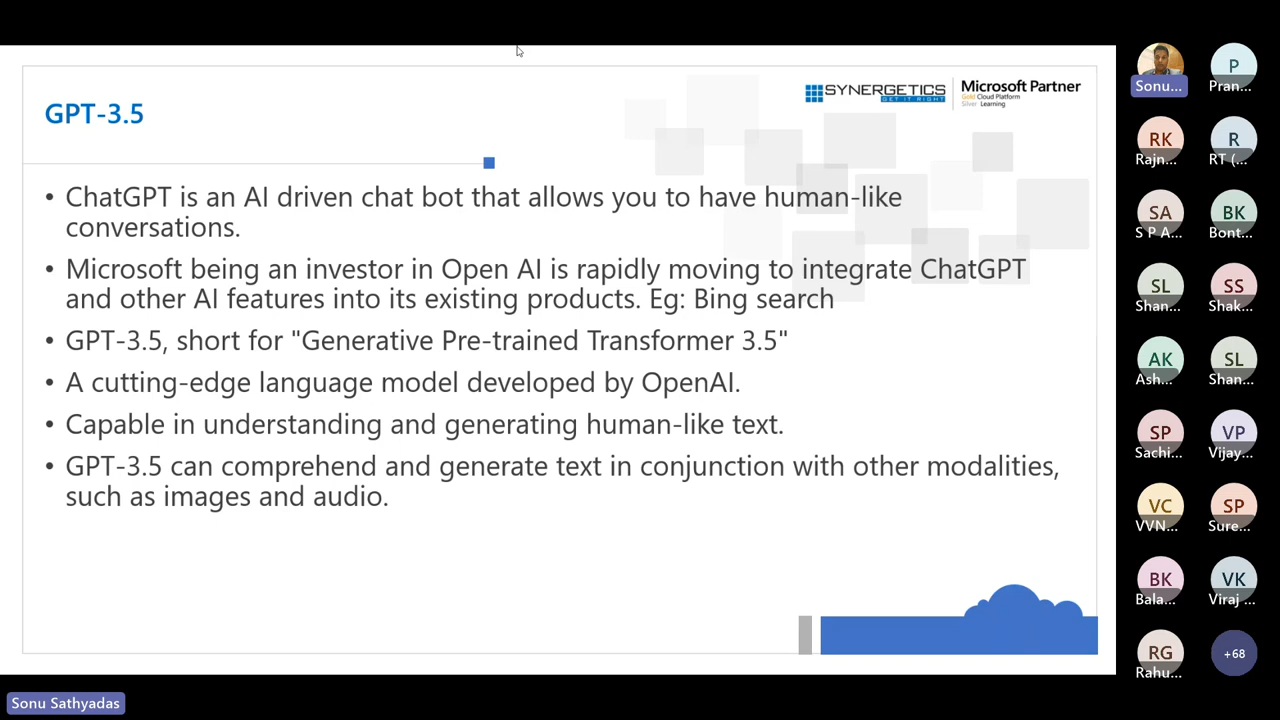 SYNERGETICS
GET IT RIGHT
Microsoft Partner
Gold Cloud Platform
Silver Learning
GPT-3.5
• ChatGPT is an AI driven chat bot that allows you to have human-like
conversations.
• Microsoft being an investor in Open AI is rapidly moving to integrate ChatGPT
and other AI features into its existing products. Eg: Bing search
• GPT-3.5, short for "Generative Pre-trained Transformer 3.5"
• A cutting-edge language model developed by OpenAI.
• Capable in understanding and generating human-like text.
• GPT-3.5 can comprehend and generate text in conjunction with other modalities,
such as images and audio.
Sonu Sathyadas
Sonu...
P
Pran...
RK
Rajn...
R
RT (...
SA
S P A...
BK
Bont...
SL
Shan...
SS
Shak...
AK
Ash...
SL
Shan...
SP
Sachi...
VP
Vijay...
VC
VVN...
SP
Sure...
BK
Bala...
VK
Viraj ...
RG
Rahu...
+68